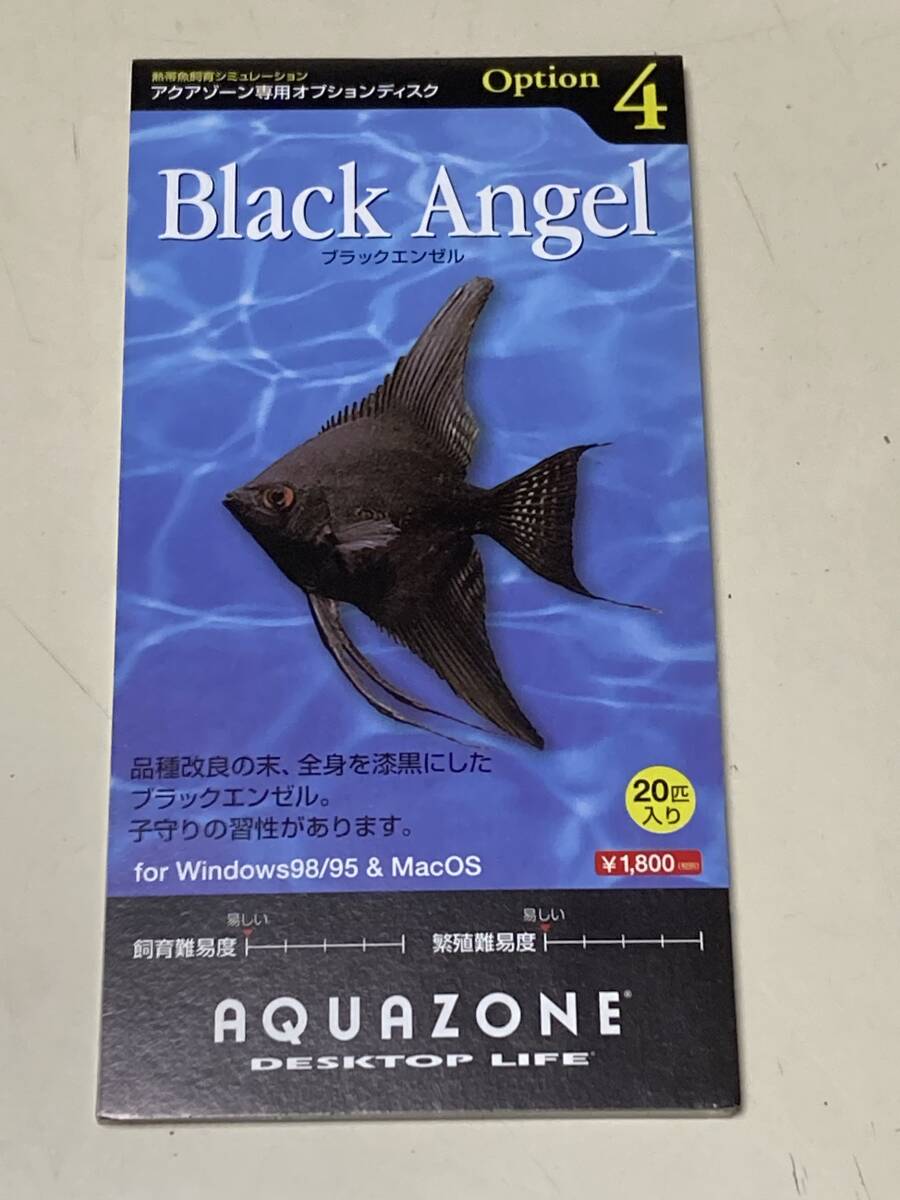 熱帯魚飼育シミュレーション
アクアゾーン専用オプションディスク
Option 4
Black Angel
ブラックエンゼル
品種改良の末、全身を漆黒にした
ブラックエンゼル。
子守りの習性があります。
20匹
入り
for Windows98/95 & MacOS
¥1,800
易しい
飼育難易度
易しい
繁殖難易度
AQUAZONE®
DESKTOP LIFE